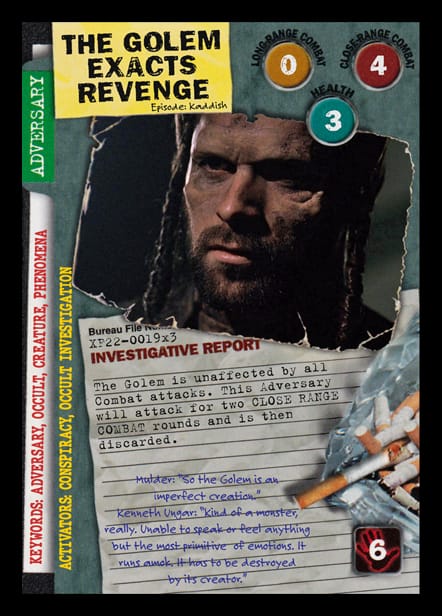 THE GOLEM
EXACTS
REVENGE
Episode: Kaddish
LONG-RANGE COMBAT
0
CLOSE-RANGE COMBAT
4
HEALTH
3
ADVERSARY
KEYWORDS: ADVERSARY, OCCULT, CREATURE, PHENOMENA
ACTIVATORS: CONSPIRACY, OCCULT INVESTIGATION
Bureau File
XF22-0019x3
INVESTIGATIVE REPORT
The Golem is unaffected by all
Combat attacks. This Adversary
will attack for two CLOSE RANGE
COMBAT rounds and is then
discarded.
Mulder: "So the Golem is an
imperfect creation."
Kenneth Ungar: "Kind of a monster,
really. Unable to speak or feel anything
but the most primitive of emotions. It
runs amok. It has to be destroyed
by its creator."
6